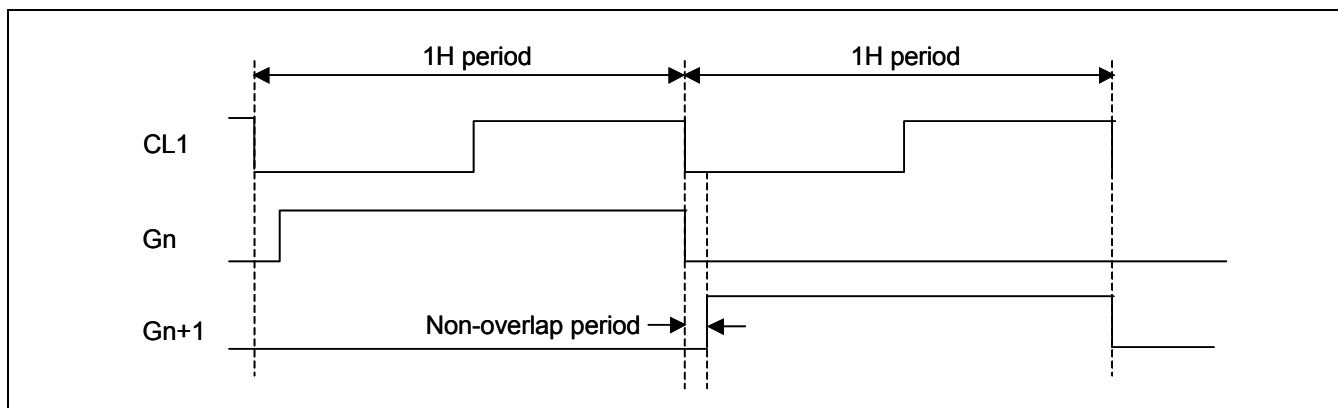 1H period 1H period
CL1
Gn
Non-overlap period
Gn+1